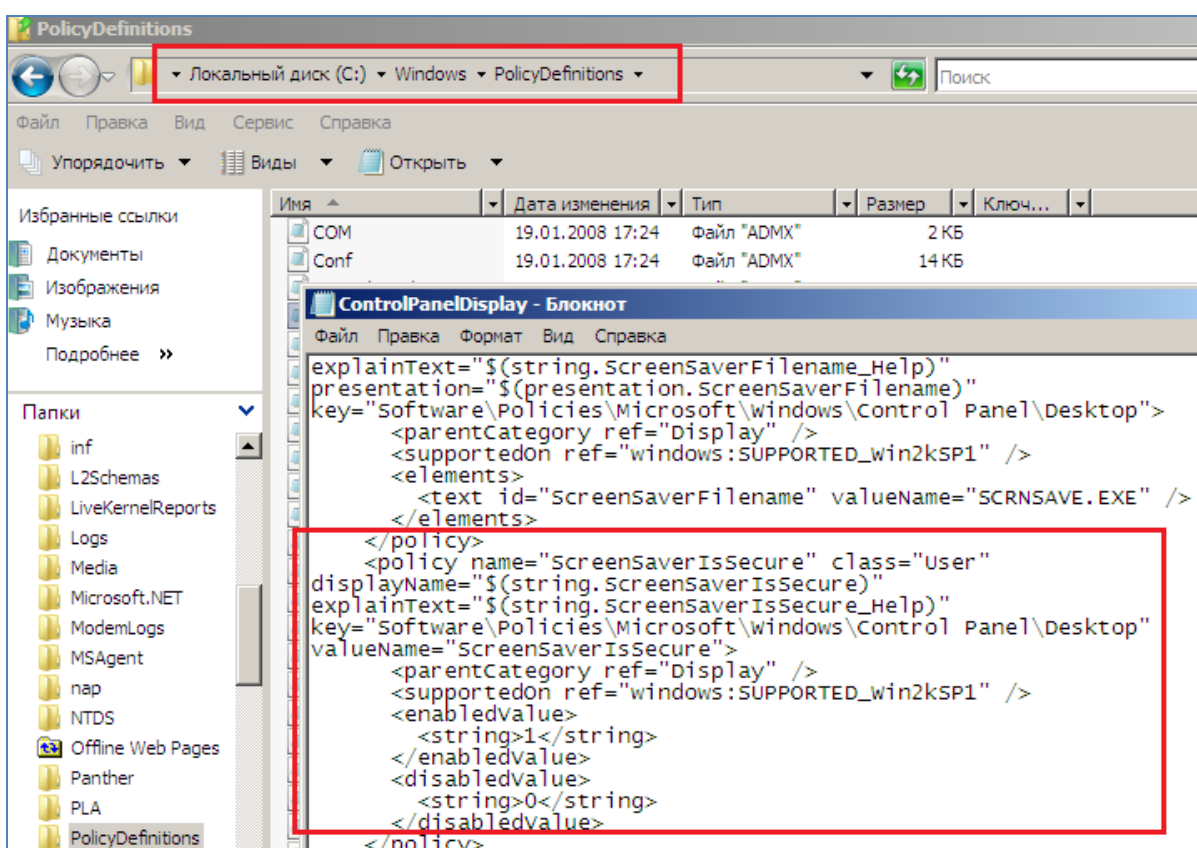 PolicyDefinitions
Локальный диск (C:) Windows PolicyDefinitions
Поиск
Файл Правка Вид Сервис Справка
Упорядочить Виды Открыть
Избранные ссылки
Документы
Изображения
Музыка
Подробнее »
Папки
inf
L2Schemas
LiveKernelReports
Logs
Media
Microsoft.NET
ModemLogs
MSAgent
nap
NTDS
Offline Web Pages
Panther
PLA
PolicyDefinitions
Имя Дата изменения Тип Размер Ключ...
COM 19.01.2008 17:24 Файл "ADMX" 2 КБ
Conf 19.01.2008 17:24 Файл "ADMX" 14 КБ
ControlPanelDisplay - Блокнот
Файл Правка Формат Вид Справка
explainText="$(string.ScreenSaverFilename_Help)"
presentation="$(presentation.ScreenSaverFilename)"
key="Software\Policies\Microsoft\Windows\Control Panel\Desktop">
<parentCategory ref="Display" />
<supportedOn ref="windows:SUPPORTED_Win2kSP1" />
<elements>
<text id="ScreenSaverFilename" valueName="SCRNSAVE.EXE" />
</elements>
</policy>
<policy name="ScreenSaverIsSecure" class="User"
displayName="$(string.ScreenSaverIsSecure)"
explainText="$(string.ScreenSaverIsSecure_Help)"
key="Software\Policies\Microsoft\Windows\Control Panel\Desktop"
valueName="ScreenSaverIsSecure">
<parentCategory ref="Display" />
<supportedOn ref="windows:SUPPORTED_Win2kSP1" />
<enabledValue>
<string>1</string>
</enabledValue>
<disabledValue>
<string>0</string>
</disabledValue>
</policy>